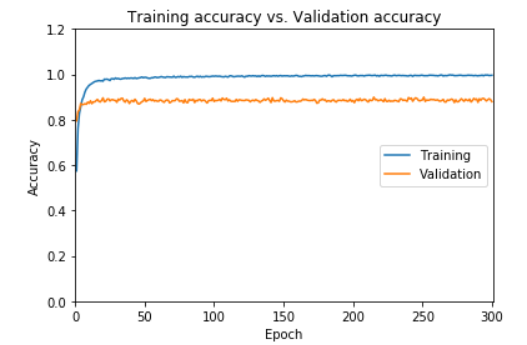 Training accuracy vs. Validation accuracy
1.2
1.0
0.8
0.6
0.4
0.2
0.0
Accuracy
Training
Validation
0 50 100 150 200 250 300
Epoch